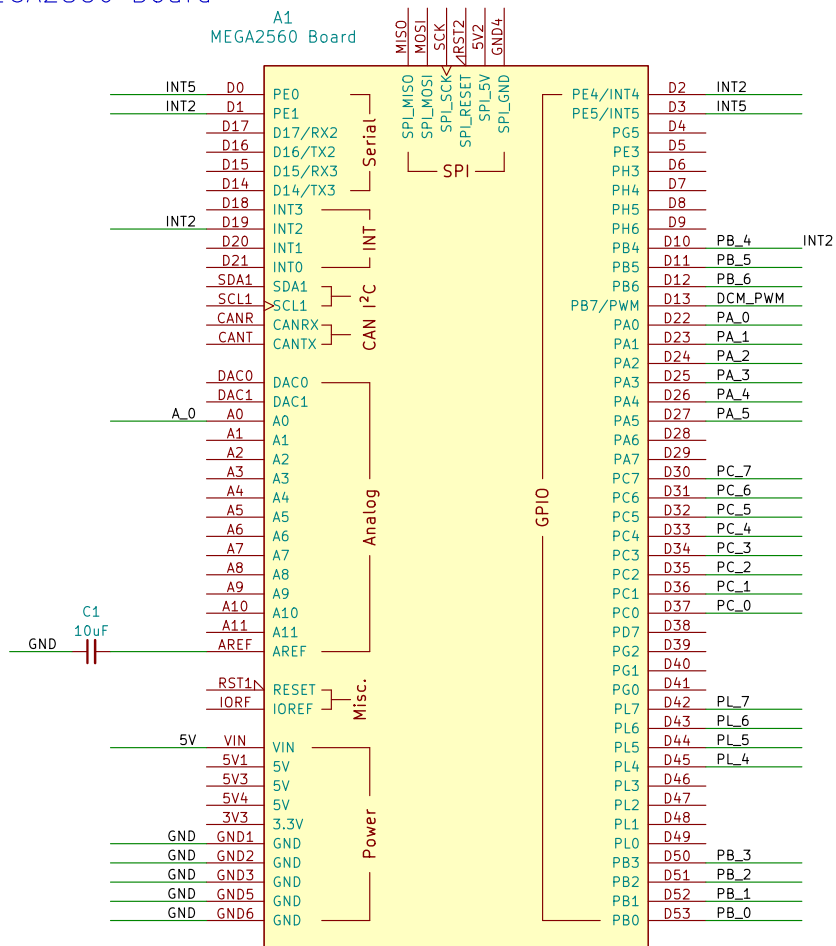 A1
MEGA2560 Board
MISO
MOSI
SCK
RST2
5V2
GND4
SPI_MISO
SPI_MOSI
SPI_SCK
SPI_RESET
SPI_5V
SPI_GND
SPI
INT5 D0 PE0
INT2 D1 PE1
D17 D17/RX2
D16 D16/TX2
D15 D15/RX3
D14 D14/TX3
Serial
D18 INT3
INT2 D19 INT2
D20 INT1
D21 INT0
INT
SDA1 SDA1
SCL1 SCL1
I²C
CANR CANRX
CANT CANTX
CAN
DAC0 DAC0
DAC1 DAC1
A_0 A0 A0
A1 A1
A2 A2
A3 A3
A4 A4
A5 A5
A6 A6
A7 A7
A8 A8
A9 A9
A10 A10
A11 A11
C1
10uF
GND AREF AREF
Analog
RST1 RESET
IORF IOREF
Misc.
5V VIN VIN
5V1 5V
5V3 5V
5V4 5V
3V3 3.3V
GND GND1 GND
GND GND2 GND
GND GND3 GND
GND GND5 GND
GND GND6 GND
Power
GPIO
PE4/INT4 D2 INT2
PE5/INT5 D3 INT5
PG5 D4
PE3 D5
PH3 D6
PH4 D7
PH5 D8
PH6 D9
PB4 D10 PB_4 INT2
PB5 D11 PB_5
PB6 D12 PB_6
PB7/PWM D13 DCM_PWM
PA0 D22 PA_0
PA1 D23 PA_1
PA2 D24 PA_2
PA3 D25 PA_3
PA4 D26 PA_4
PA5 D27 PA_5
PA6 D28
PA7 D29
PC7 D30 PC_7
PC6 D31 PC_6
PC5 D32 PC_5
PC4 D33 PC_4
PC3 D34 PC_3
PC2 D35 PC_2
PC1 D36 PC_1
PC0 D37 PC_0
PD7 D38
PG2 D39
PG1 D40
PG0 D41
PL7 D42 PL_7
PL6 D43 PL_6
PL5 D44 PL_5
PL4 D45 PL_4
PL3 D46
PL2 D47
PL1 D48
PL0 D49
PB3 D50 PB_3
PB2 D51 PB_2
PB1 D52 PB_1
PB0 D53 PB_0